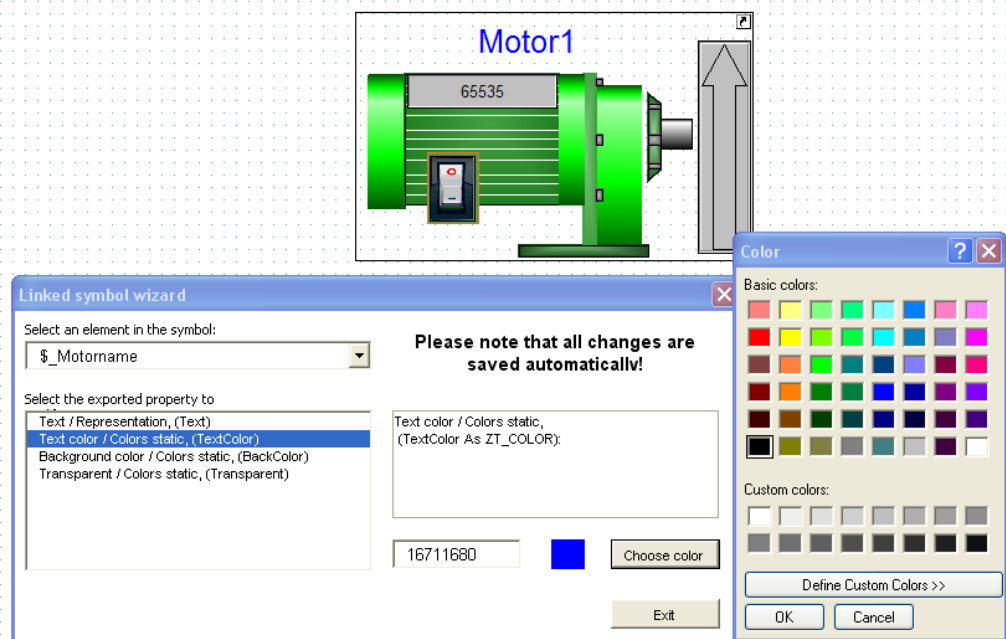 Motor1
65535
Color
Basic colors:
Linked symbol wizard
Select an element in the symbol:
$_Motorname
Please note that all changes are
saved automatically!
Select the exported property to
Text / Representation, (Text)
Text color / Colors static, (TextColor)
Background color / Colors static, (BackColor)
Transparent / Colors static, (Transparent)
Text color / Colors static,
(TextColor As ZT_COLOR):
Custom colors:
16711680
Choose color
Define Custom Colors >>
Exit
OK
Cancel